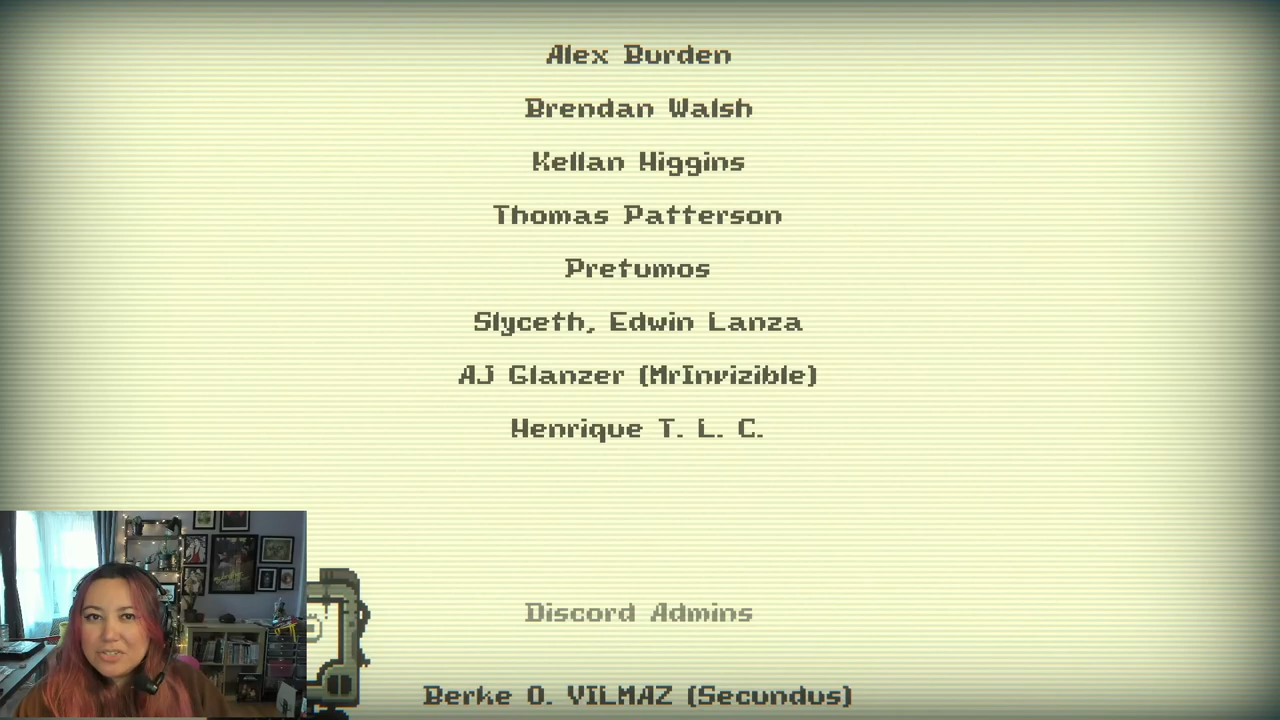 Alex Burden
Brendan Walsh
Kellan Higgins
Thomas Patterson
Pretumos
Slyceth, Edwin Lanza
AJ Glanzer (MrInvizible)
Henrique T. L. C.
Discord Admins
Berke O. YILMAZ (Secundus)